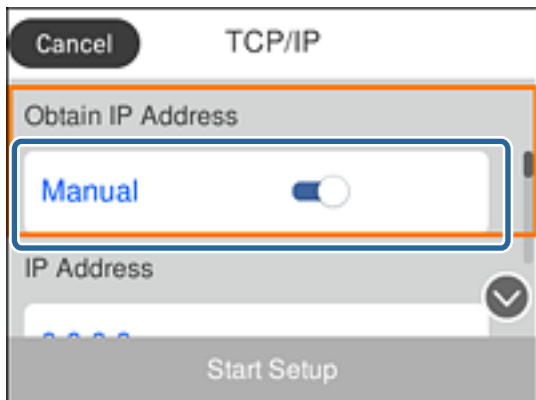 Cancel
TCP/IP
Obtain IP Address
Manual
IP Address
Start Setup